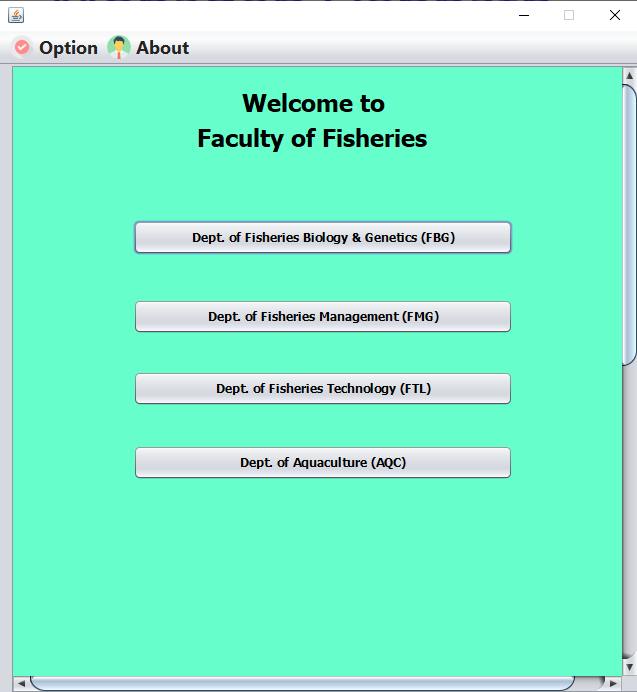 Option About
Welcome to
Faculty of Fisheries
Dept. of Fisheries Biology & Genetics (FBG)
Dept. of Fisheries Management (FMG)
Dept. of Fisheries Technology (FTL)
Dept. of Aquaculture (AQC)